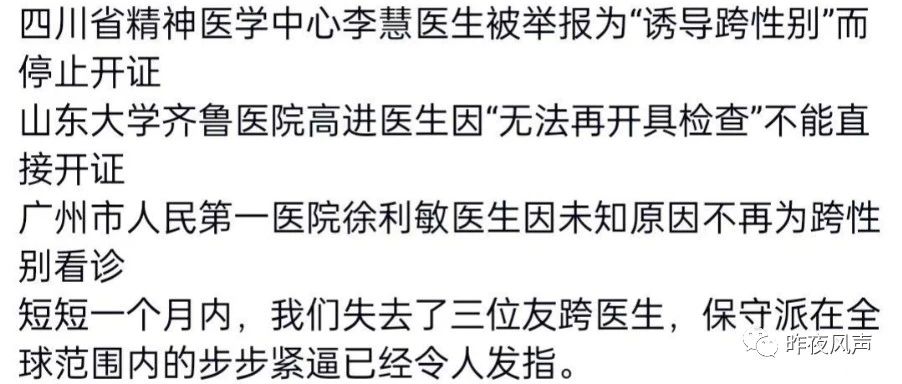 四川省精神医学中心李慧医生被举报为“诱导跨性别”而
停止开证
山东大学齐鲁医院高进医生因“无法再开具检查”不能直
接开证
广州市人民第一医院徐利敏医生因未知原因不再为跨性
别看诊
短短一个月内，我们失去了三位友跨医生，保守派在全
球范围内的步步紧逼已经令人发指。
昨夜风声